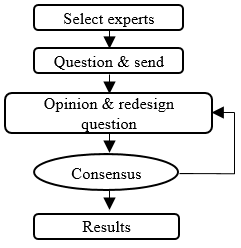 Select experts
Question & send
Opinion & redesign
question
Consensus
Results